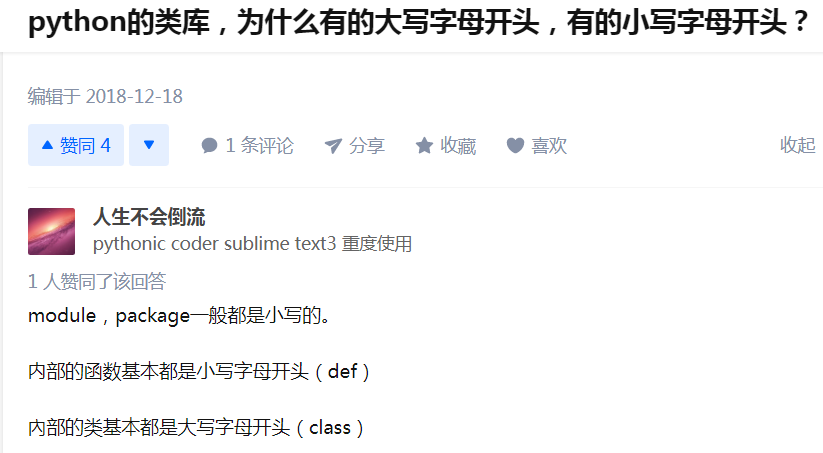 python的类库，为什么有的大写字母开头，有的小写字母开头？
编辑于 2018-12-18
赞同 4
1 条评论
分享
收藏
喜欢
收起
人生不会倒流
pythonic coder sublime text3 重度使用
1 人赞同了该回答
module，package一般都是小写的。
内部的函数基本都是小写字母开头（def）
内部的类基本都是大写字母开头（class）